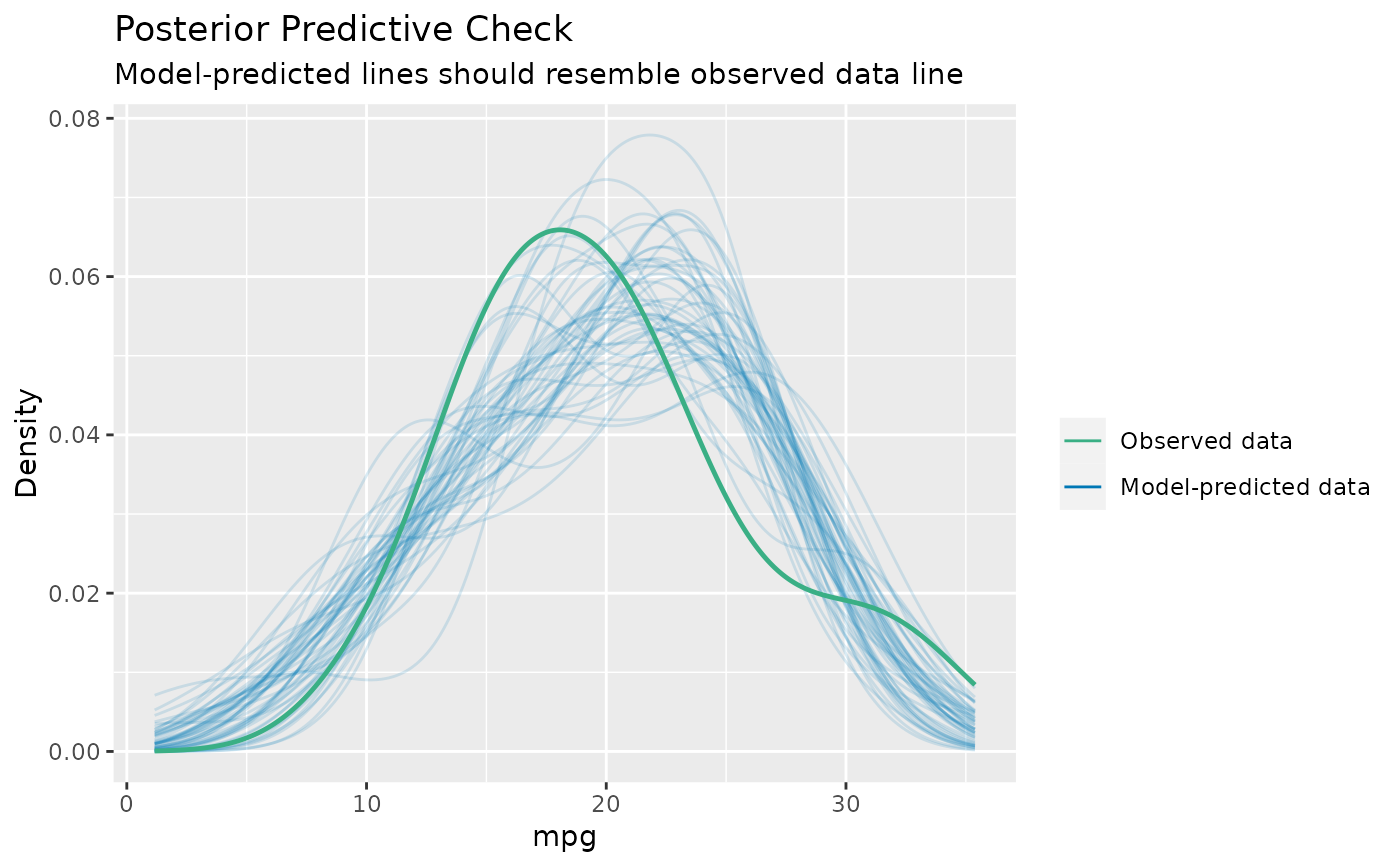 Posterior Predictive Check
Model-predicted lines should resemble observed data line
0.08
0.06
0.04
0.02
0.00
Density
0
10
20
30
mpg
Observed data
Model-predicted data